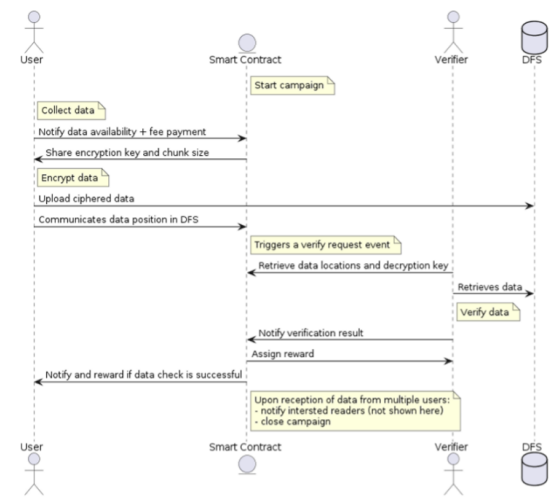 User
Smart Contract
Verifier
DFS
Start campaign
Collect data
Notify data availability + fee payment
Share encryption key and chunk size
Encrypt data
Upload ciphered data
Communicates data position in DFS
Triggers a verify request event
Retrieve data locations and decryption key
Retrieves data
Verify data
Notify verification result
Assign reward
Notify and reward if data check is successful
Upon reception of data from multiple users:
- notify intersted readers (not shown here)
- close campaign
User
Smart Contract
Verifier
DFS